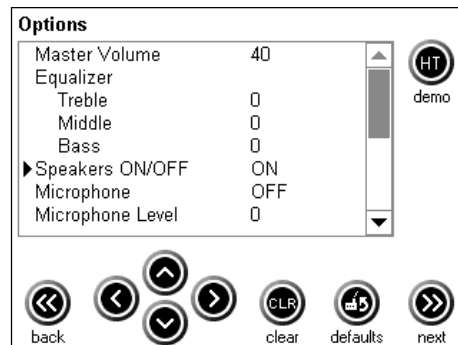 Options
Master Volume 40
Equalizer
Treble 0
Middle 0
Bass 0
Speakers ON/OFF ON
Microphone OFF
Microphone Level 0
HT
demo
CLR
back
clear
defaults
next